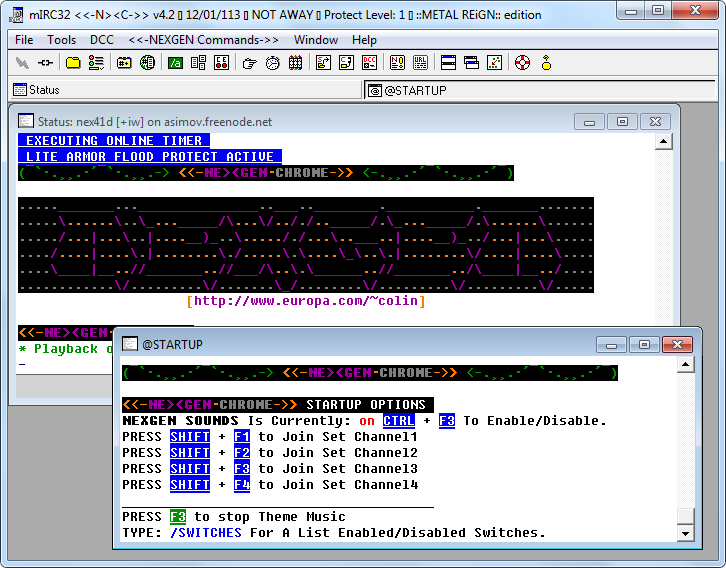 mIRC32 <<-N><C->> v4.2 ▯ 12/01/113 ▯ NOT AWAY ▯ Protect Level: 1 ▯ ::METAL REiGN:: edition
File Tools DCC <<-NEXGEN Commands->> Window Help
Status @STARTUP
Status: nex41d [+iw] on asimov.freenode.net
EXECUTING ONLINE TIMER
LITE ARMOR FLOOD PROTECT ACTIVE
<<-NE><GEN-CHROME->>
[http://www.europa.com/~colin]
<<-NE><GEN
* Playback o
@STARTUP
<<-NE><GEN-CHROME->>
<<-NE><GEN-CHROME->> STARTUP OPTIONS
NEXGEN SOUNDS Is Currently: on CTRL + F3 To Enable/Disable.
PRESS SHIFT + F1 to Join Set Channel1
PRESS SHIFT + F2 to Join Set Channel2
PRESS SHIFT + F3 to Join Set Channel3
PRESS SHIFT + F4 to Join Set Channel4
PRESS F3 to stop Theme Music
TYPE: /SWITCHES For A List Enabled/Disabled Switches.